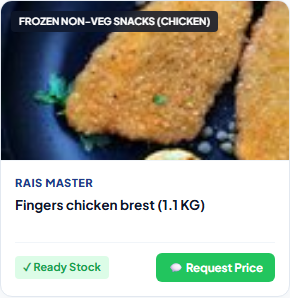 FROZEN NON-VEG SNACKS (CHICKEN)
RAIS MASTER
Fingers chicken brest (1.1 KG)
✓ Ready Stock
Request Price